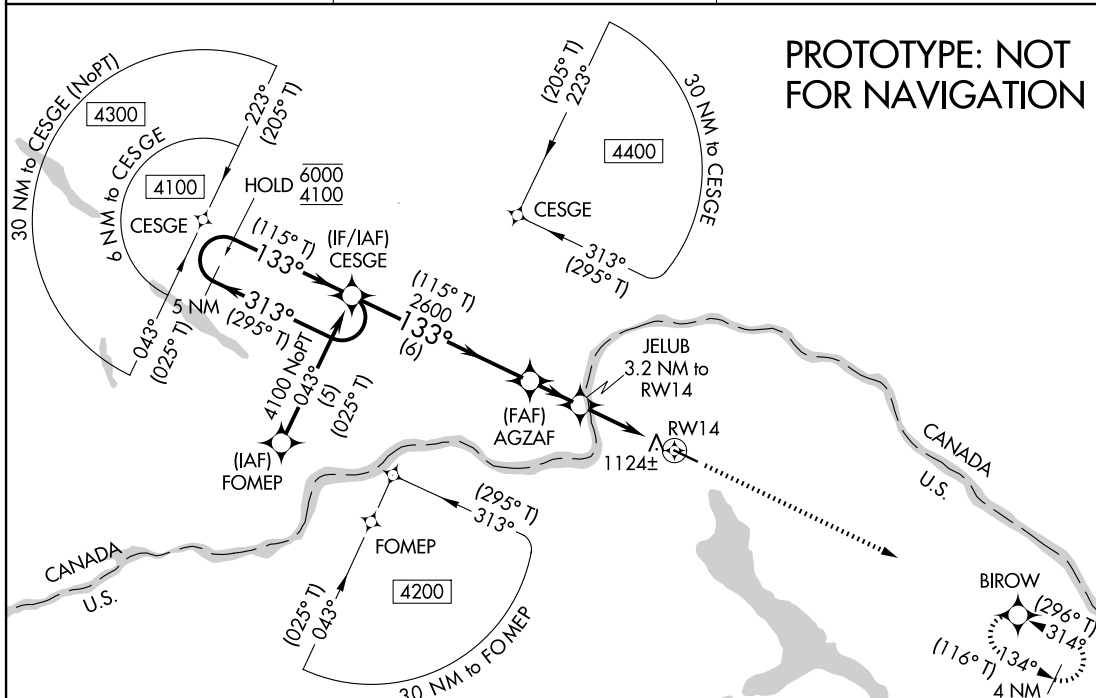 PROTOTYPE: NOT
FOR NAVIGATION
30 NM to CESGE (NoPT)
4300
223°
(205° T)
6 NM to CESGE
4100
HOLD
6000
4100
CESGE
5 NM
043°
(025° T)
(115° T)
133°
313°
(295° T)
(IF/IAF)
CESGE
4100 NoPT
043°
(5)
(025° T)
(IAF)
FOMEP
(205° T)
223°
30 NM to CESGE
4400
CESGE
313°
(295° T)
(115° T)
2600
133°
(6)
(FAF)
AGZAF
JELUB
3.2 NM to
RW14
RW14
1124±
CANADA
U.S.
CANADA
U.S.
(295° T)
313°
FOMEP
4200
(025° T)
043°
30 NM to FOMEP
BIROW
(296° T)
314°
134°
(116° T)
4 NM